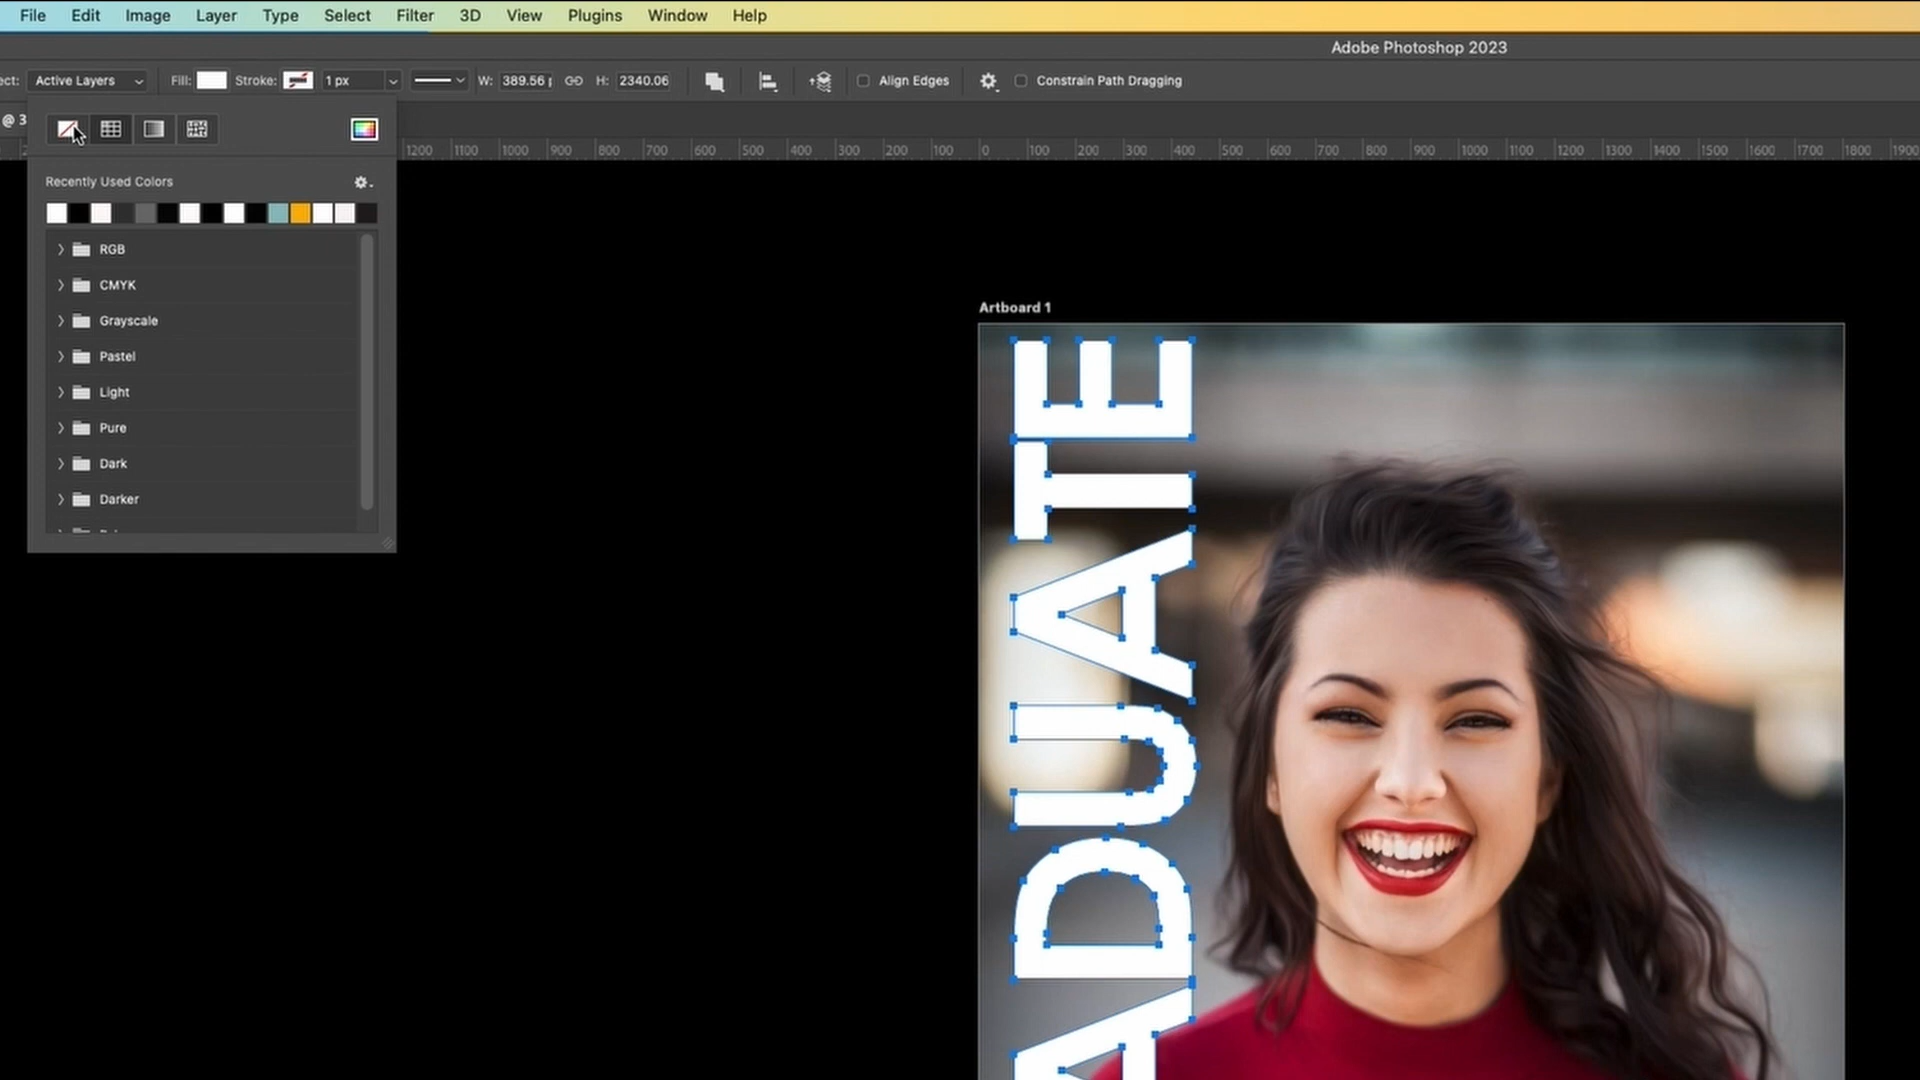 File Edit Image Layer Type Select Filter 3D View Plugins Window Help
Adobe Photoshop 2023
ect: Active Layers Fill: Stroke: 1 px W: 389.56 H: 2340.06 Align Edges Constrain Path Dragging
@ 3
1200 1100 1000 900 800 700 600 500 400 300 200 100 0 100 200 300 400 500 600 700 800 900 1000 1100 1200 1300 1400 1500 1600 1700 1800 1900
Recently Used Colors
RGB
CMYK
Grayscale
Pastel
Light
Pure
Dark
Darker
Artboard 1
ADUATE